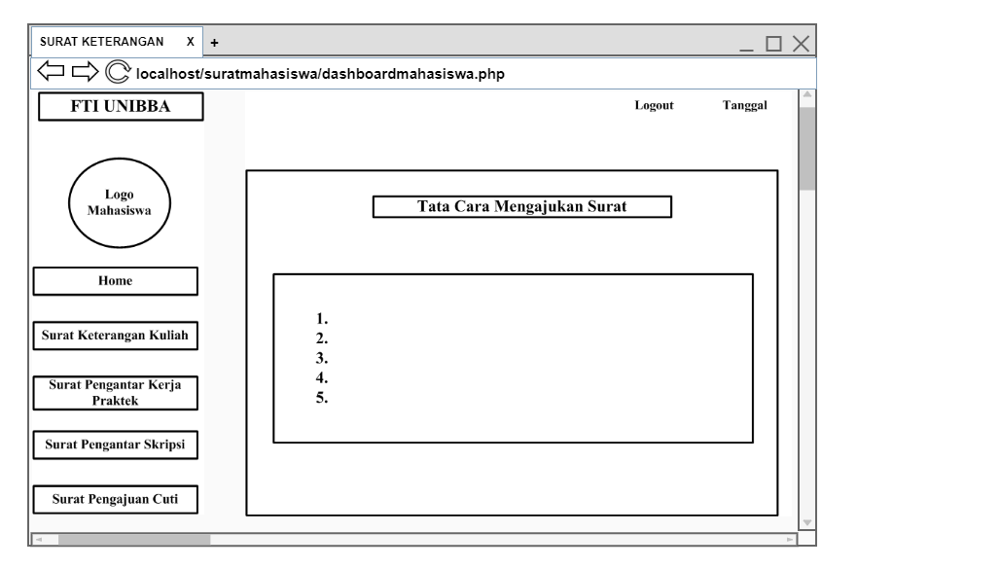 SURAT KETERANGAN X +
localhost/suratmahasiswa/dashboardmahasiswa.php
FTI UNIBBA
Logout Tanggal
Logo
Mahasiswa
Home
Surat Keterangan Kuliah
Surat Pengantar Kerja
Praktek
Surat Pengantar Skripsi
Surat Pengajuan Cuti
Tata Cara Mengajukan Surat
1.
2.
3.
4.
5.